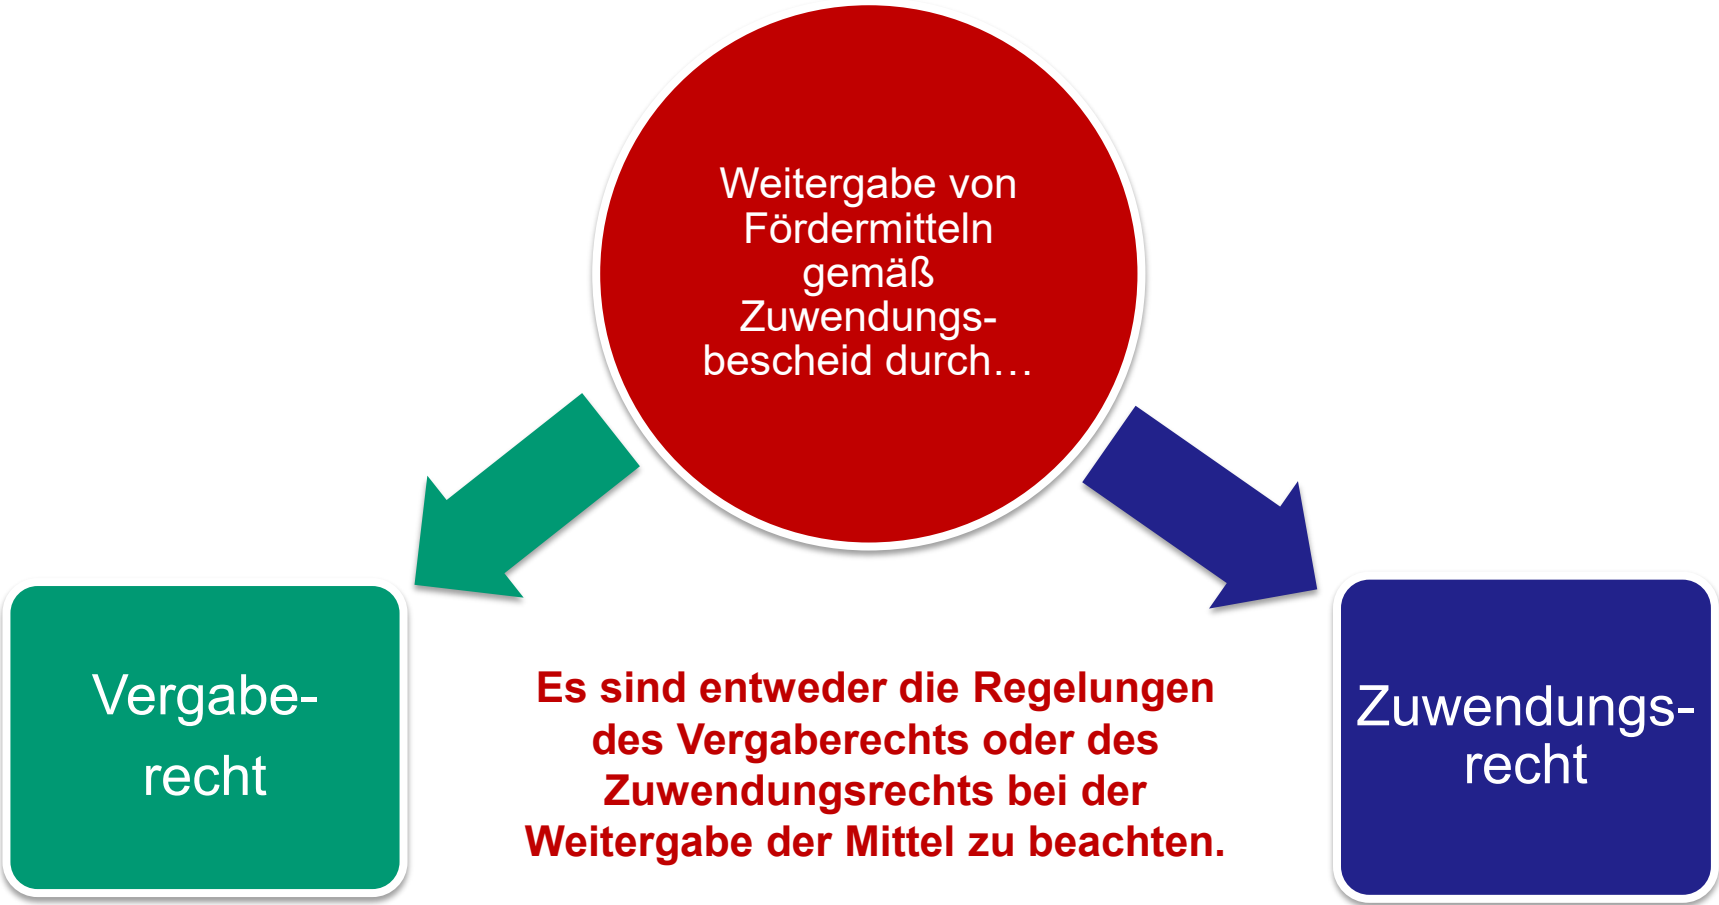 Weitergabe von
Fördermitteln
gemäß
Zuwendungs-
bescheid durch…
Vergabe-
recht
Es sind entweder die Regelungen
des Vergaberechts oder des
Zuwendungsrechts bei der
Weitergabe der Mittel zu beachten.
Zuwendungs-
recht